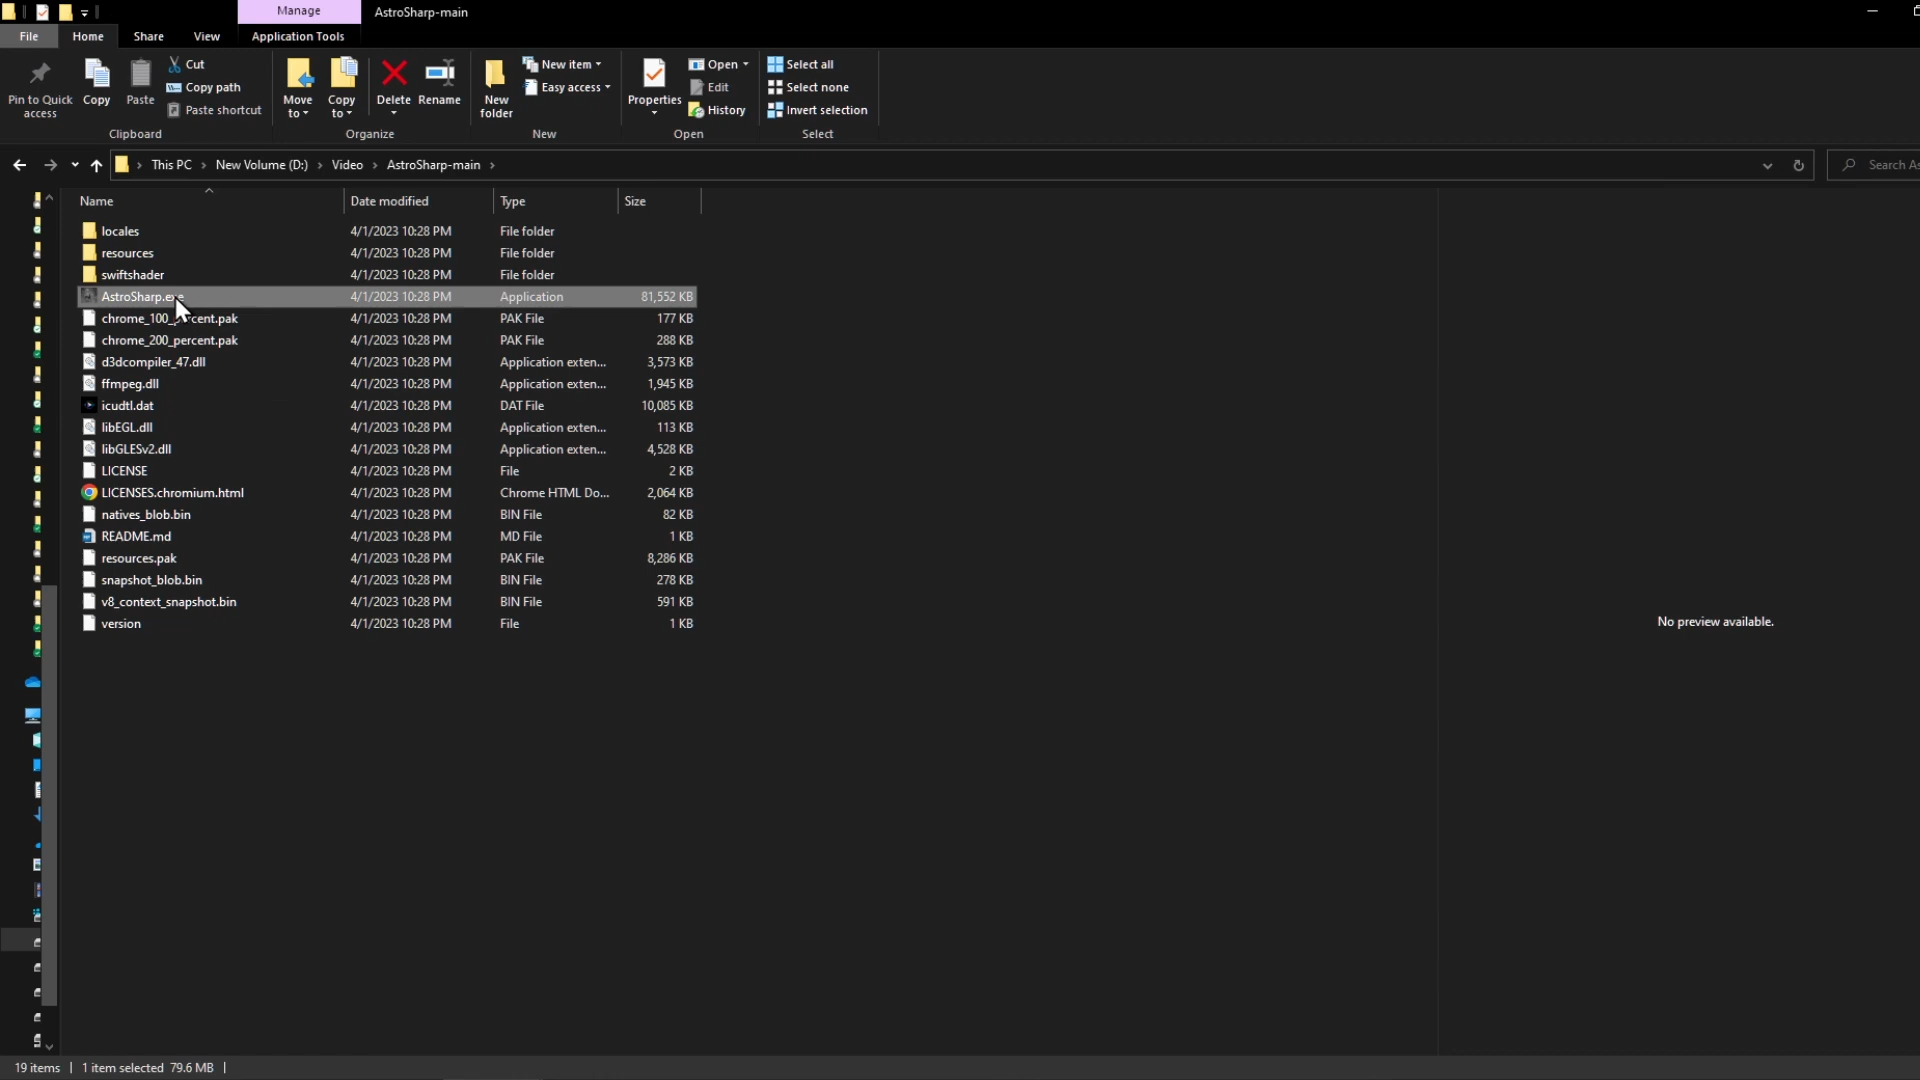 Manage
AstroSharp-main
File
Home
Share
View
Application Tools
Pin to Quick access
Copy
Paste
Cut
Copy path
Paste shortcut
Move to
Copy to
Delete
Rename
New folder
New item
Easy access
Properties
Open
Edit
History
Select all
Select none
Invert selection
Clipboard
Organize
New
Open
Select
This PC > New Volume (D:) > Video > AstroSharp-main >
Search As
Name Date modified Type Size
locales 4/1/2023 10:28 PM File folder
resources 4/1/2023 10:28 PM File folder
swiftshader 4/1/2023 10:28 PM File folder
AstroSharp.exe 4/1/2023 10:28 PM Application 81,552 KB
chrome_100_percent.pak 4/1/2023 10:28 PM PAK File 177 KB
chrome_200_percent.pak 4/1/2023 10:28 PM PAK File 288 KB
d3dcompiler_47.dll 4/1/2023 10:28 PM Application exten... 3,573 KB
ffmpeg.dll 4/1/2023 10:28 PM Application exten... 1,945 KB
icudtl.dat 4/1/2023 10:28 PM DAT File 10,085 KB
libEGL.dll 4/1/2023 10:28 PM Application exten... 113 KB
libGLESv2.dll 4/1/2023 10:28 PM Application exten... 4,528 KB
LICENSE 4/1/2023 10:28 PM File 2 KB
LICENSES.chromium.html 4/1/2023 10:28 PM Chrome HTML Do... 2,064 KB
natives_blob.bin 4/1/2023 10:28 PM BIN File 82 KB
README.md 4/1/2023 10:28 PM MD File 1 KB
resources.pak 4/1/2023 10:28 PM PAK File 8,286 KB
snapshot_blob.bin 4/1/2023 10:28 PM BIN File 278 KB
v8_context_snapshot.bin 4/1/2023 10:28 PM BIN File 591 KB
version 4/1/2023 10:28 PM File 1 KB
No preview available.
19 items | 1 item selected 79.6 MB |